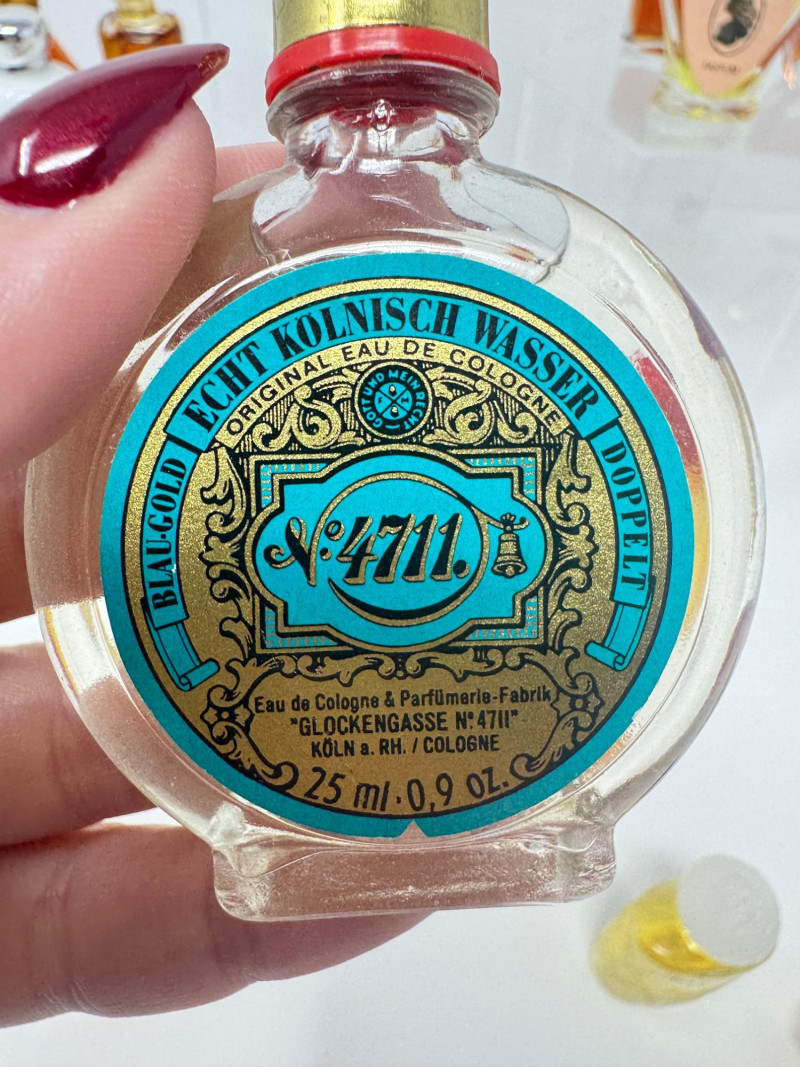 ECHT KÖLNISCH WASSER
ORIGINAL EAU DE COLOGNE
BLAU-GOLD
DOPPELT
Nº 4711.
Eau de Cologne & Parfümerie-Fabrik
"GLOCKENGASSE Nº 4711"
KÖLN a. RH. / COLOGNE
25 ml · 0,9 oz.